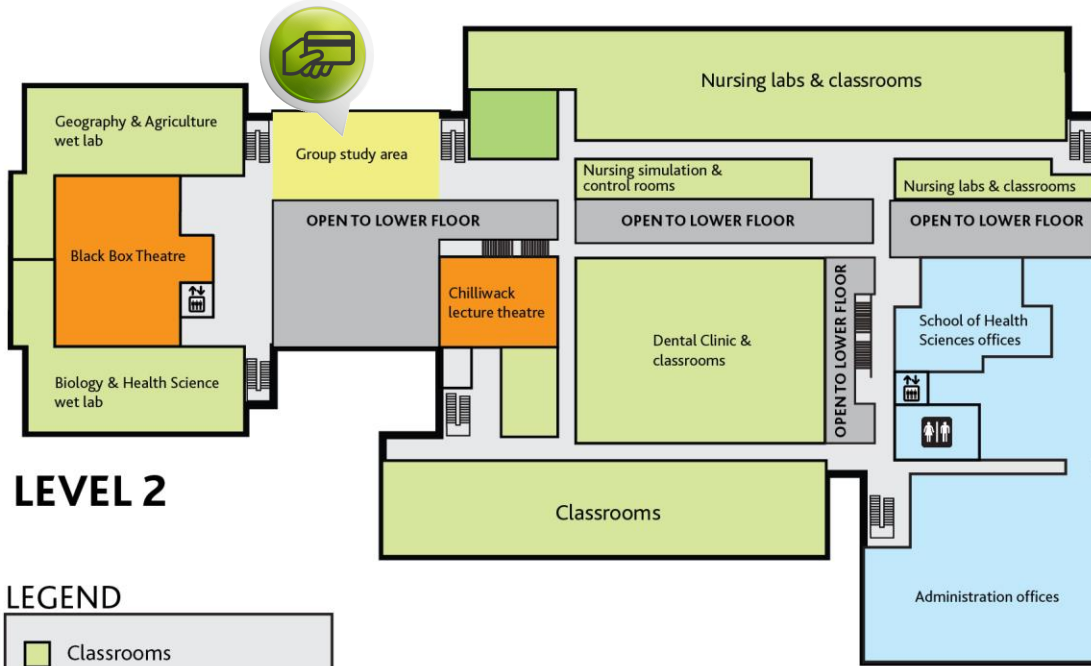 Nursing labs & classrooms
Geography & Agriculture
wet lab
Group study area
Nursing simulation &
control rooms
Nursing labs & classrooms
OPEN TO LOWER FLOOR
OPEN TO LOWER FLOOR
OPEN TO LOWER FLOOR
Black Box Theatre
Chilliwack
lecture theatre
Dental Clinic &
classrooms
OPEN TO LOWER FLOOR
School of Health
Sciences offices
Biology & Health Science
wet lab
LEVEL 2
Classrooms
Administration offices
LEGEND
Classrooms